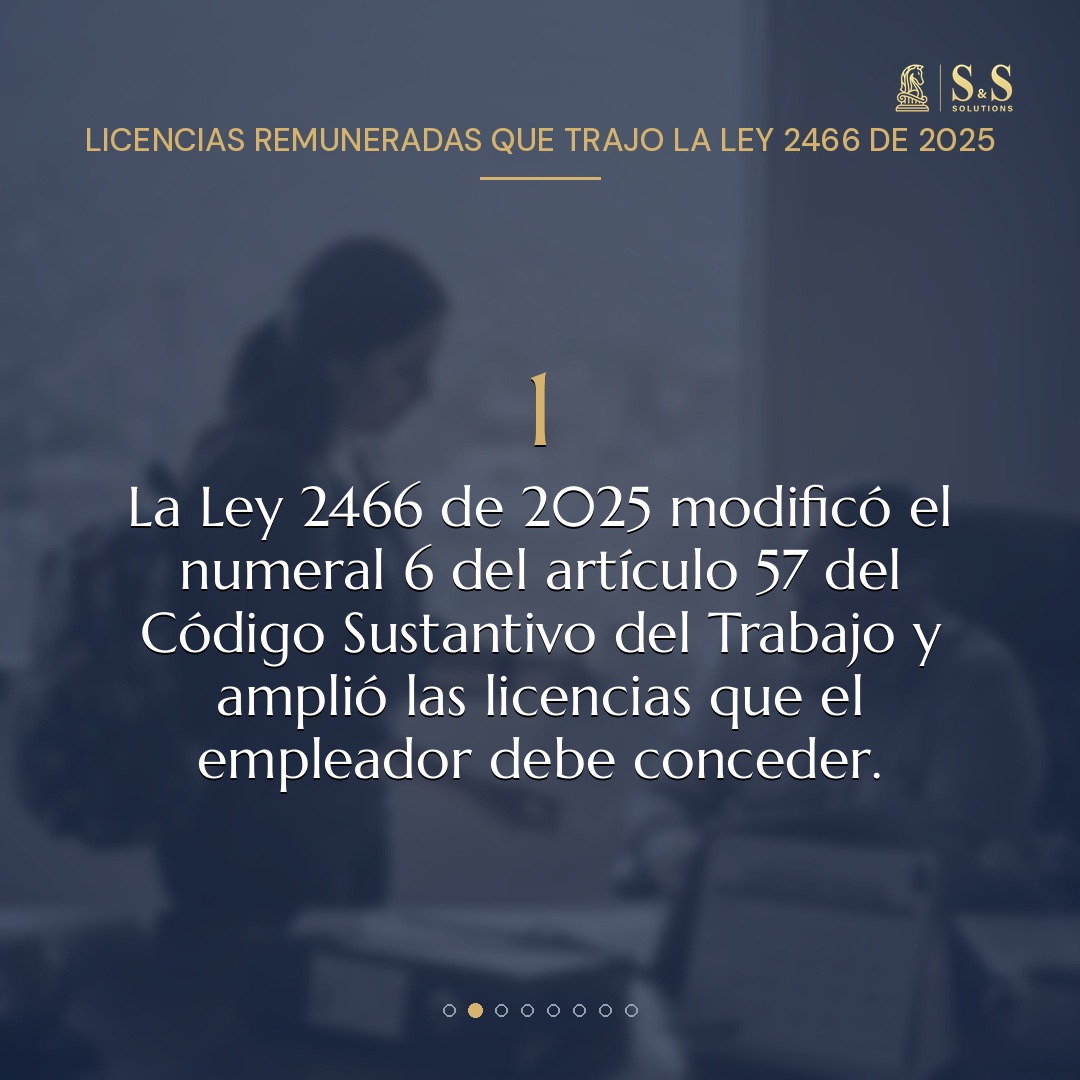 S&S
SOLUTIONS
LICENCIAS REMUNERADAS QUE TRAJO LA LEY 2466 DE 2025
1
La Ley 2466 de 2025 modificó el
numeral 6 del artículo 57 del
Código Sustantivo del Trabajo y
amplió las licencias que el
empleador debe conceder.